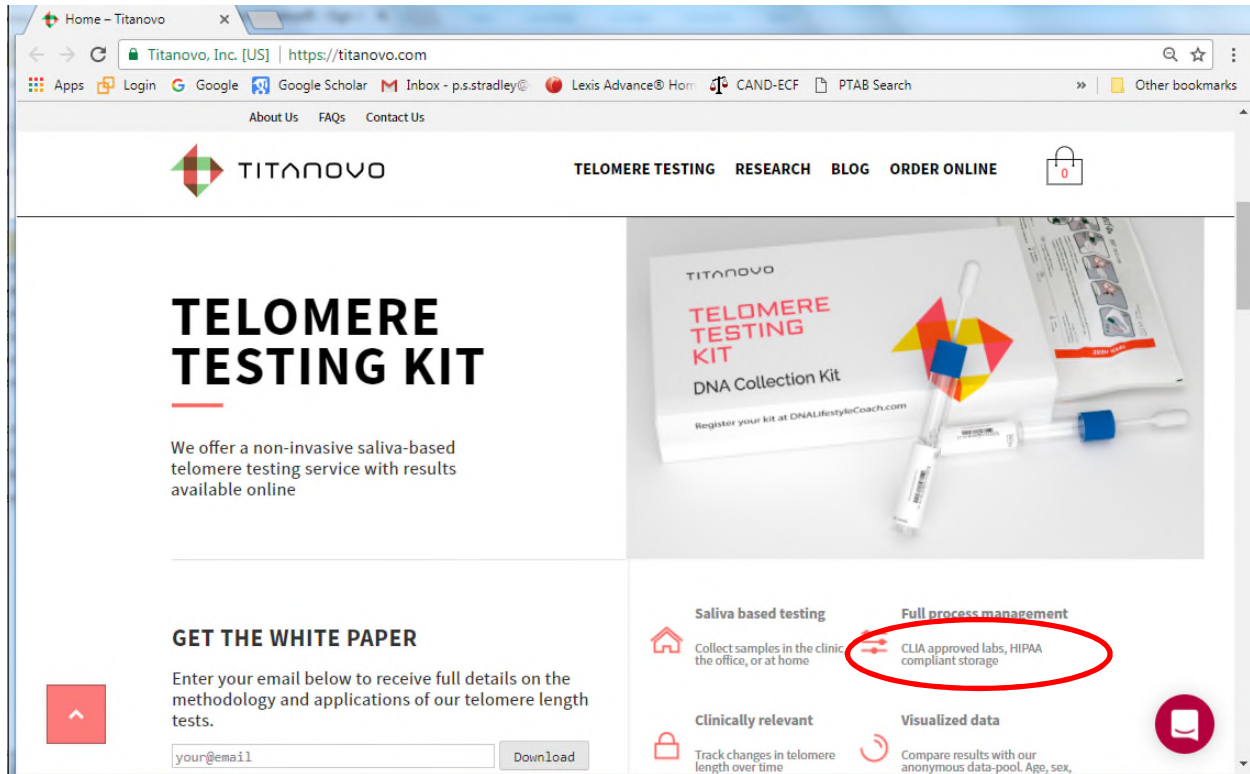 Home – Titanovo
Titanovo, Inc. [US] | https://titanovo.com
Apps Login Google Google Scholar Inbox - p.s.stradley@ Lexis Advance® Hom CAND-ECF PTAB Search » Other bookmarks
About Us FAQs Contact Us
TITANOVO TELOMERE TESTING RESEARCH BLOG ORDER ONLINE 0
TELOMERE
TESTING KIT
We offer a non-invasive saliva-based
telomere testing service with results
available online
TITANOVO
TELOMERE
TESTING
KIT
DNA Collection Kit
Register your kit at DNALifestyleCoach.com
GET THE WHITE PAPER
Enter your email below to receive full details on the
methodology and applications of our telomere length
tests.
your@email Download
Saliva based testing
Collect samples in the clinic
the office, or at home
Full process management
CLIA approved labs, HIPAA
compliant storage
Clinically relevant
Track changes in telomere
length over time
Visualized data
Compare results with our
anonymous data-pool. Age, sex,